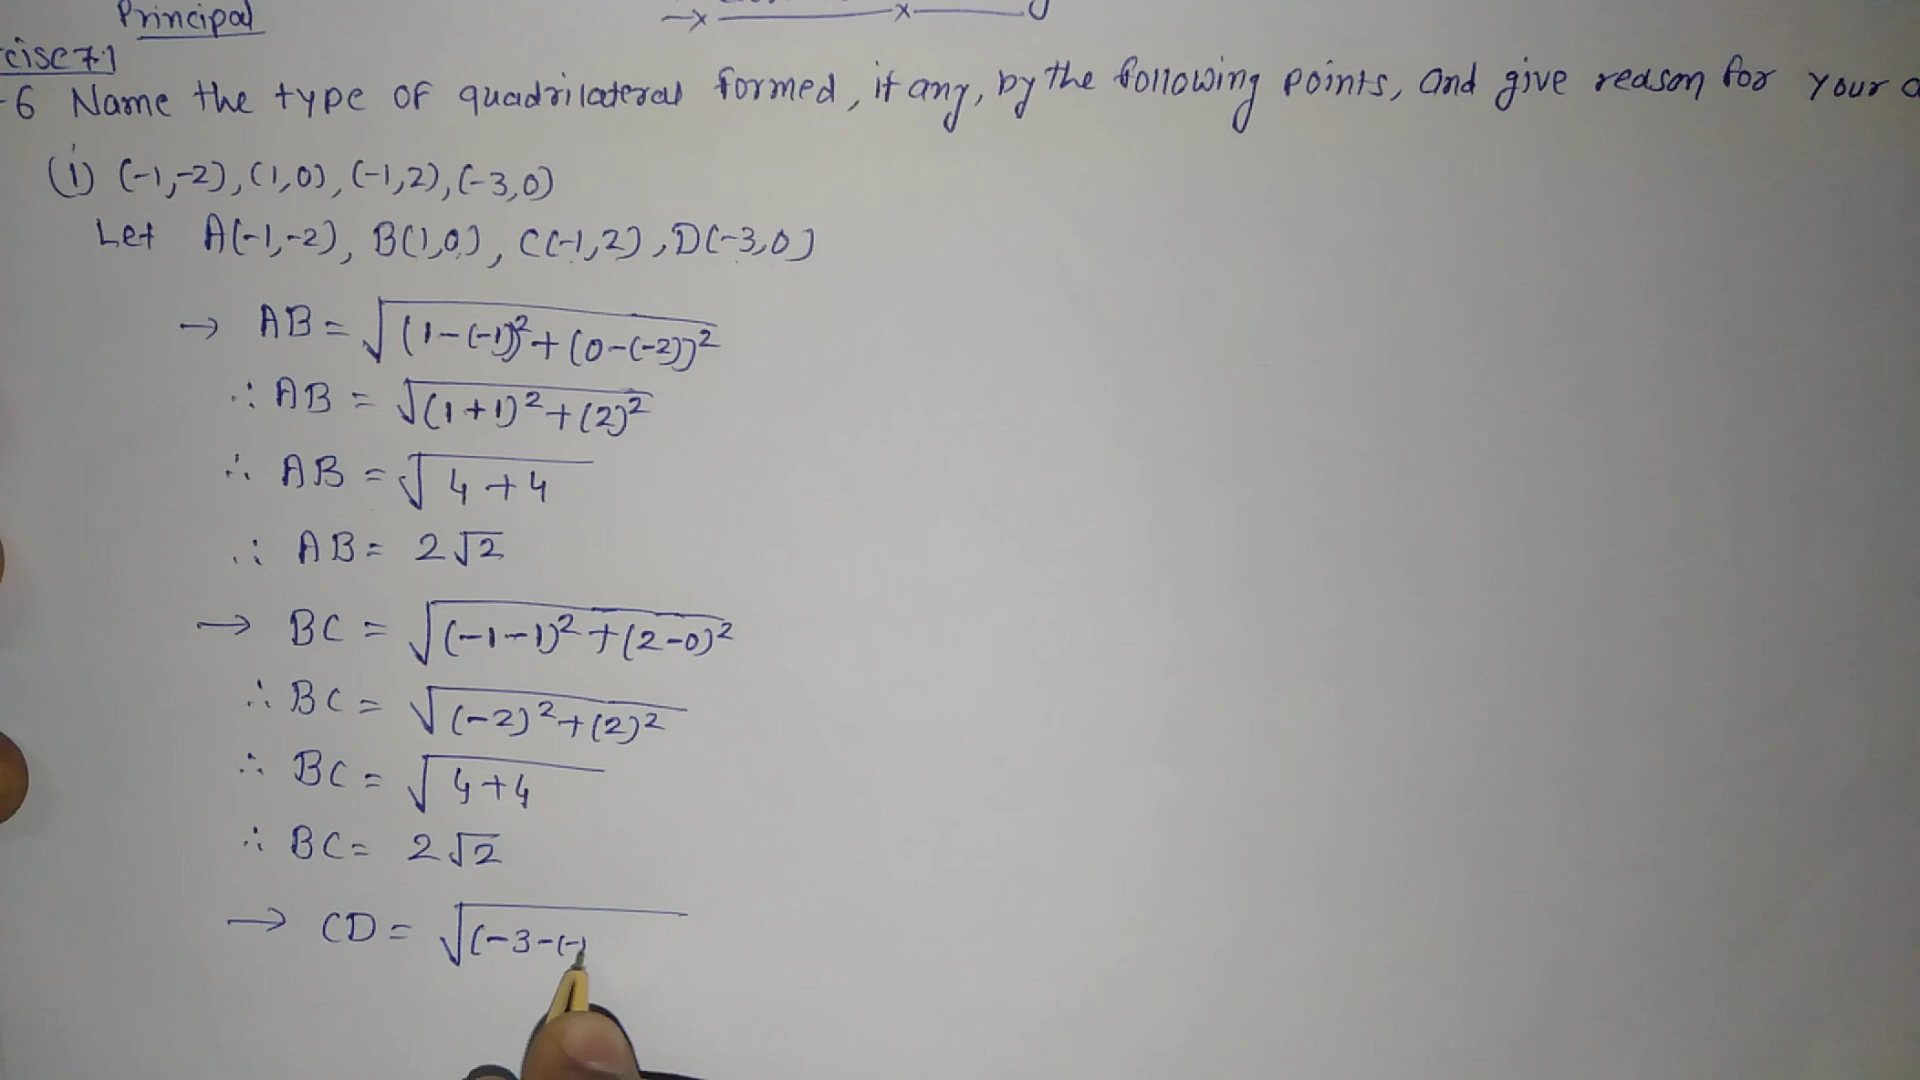 Principal
cise 7.1
-6 Name the type of quadrilateral formed, if any, by the following points, and give reason for your
(i) (-1,-2), (1,0), (-1,2), (-3,0)
Let A(-1,-2), B(1,0), C(-1,2), D(-3,0)
→ AB = √(1-(-1))²+(0-(-2))²
∴ AB = √(1+1)²+(2)²
∴ AB = √4+4
∴ AB = 2√2
→ BC = √(-1-1)²+(2-0)²
∴ BC = √(-2)²+(2)²
∴ BC = √4+4
∴ BC = 2√2
→ CD = √(-3-(-1